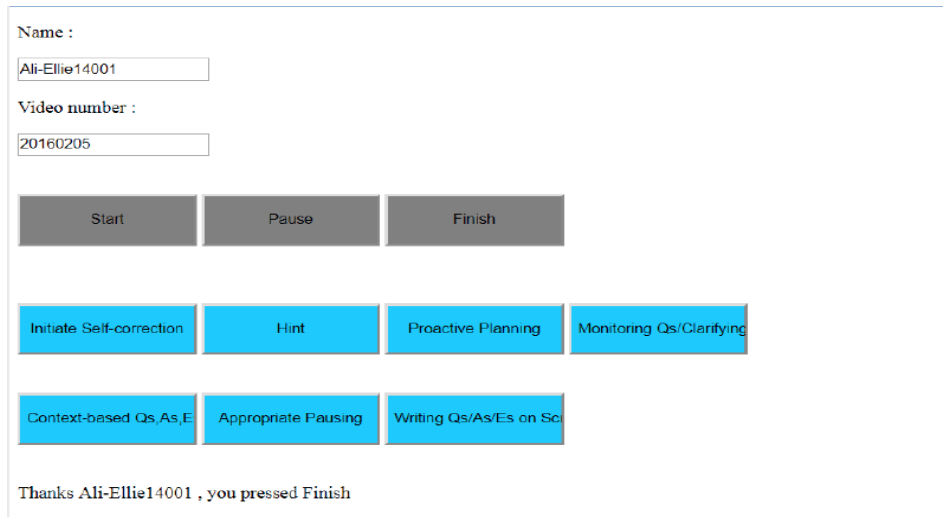 Name :
Ali-Ellie14001
Video number :
20160205
Start Pause Finish
Initiate Self-correction Hint Proactive Planning Monitoring Qs/Clarifying
Context-based Qs,As,E Appropriate Pausing Writing Qs/As/Es on Scr
Thanks Ali-Ellie14001 , you pressed Finish